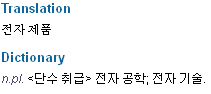 Translation
전자 제품
Dictionary
n.pl. <단수 취급> 전자 공학; 전자 기술.